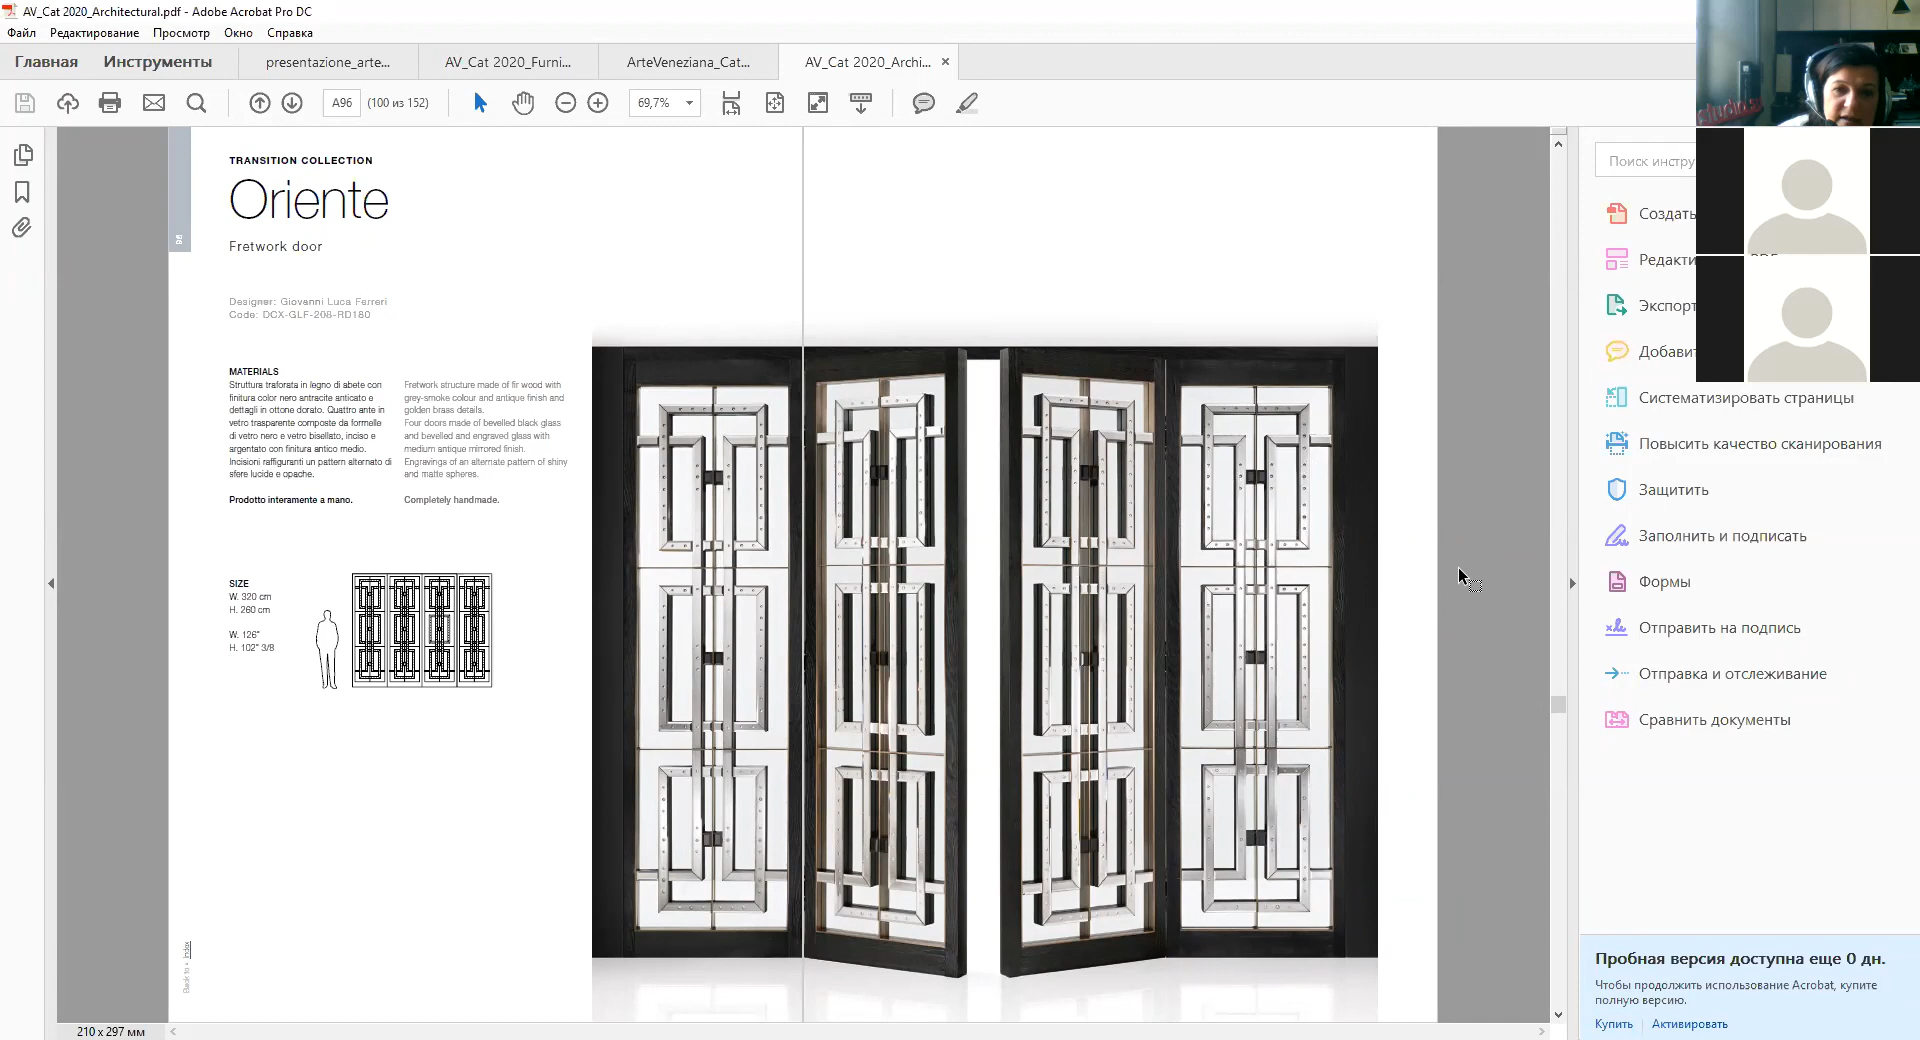 AV_Cat 2020_Architectural.pdf - Adobe Acrobat Pro DC
Файл Редактирование Просмотр Окно Справка
Главная Инструменты presentazione_arte... AV_Cat 2020_Furni... ArteVeneziana_Cat... AV_Cat 2020_Archi... ×
A96 (100 из 152) 69,7%
96
TRANSITION COLLECTION
Oriente
Fretwork door
Designer: Giovanni Luca Ferreri
Code: DCX-GLF-208-RD180
MATERIALS
Struttura traforata in legno di abete con
finitura color nero antracite anticato e
dettagli in ottone dorato. Quattro ante in
vetro trasparente composte da formelle
di vetro nero e vetro bisellato, inciso e
argentato con finitura antico medio.
Incisioni raffiguranti un pattern alternato di
sfere lucide e opache.
Prodotto interamente a mano.
Fretwork structure made of fir wood with
grey-smoke colour and antique finish and
golden brass details.
Four doors made of bevelled black glass
and bevelled and engraved glass with
medium antique mirrored finish.
Engravings of an alternate pattern of shiny
and matte spheres.
Completely handmade.
SIZE
W. 320 cm
H. 260 cm
W. 126"
H. 102" 3/8
Back to • Index
210 x 297 мм
Поиск инстру
Создать
Редакти
Экспорт
Добави
Систематизировать страницы
Повысить качество сканирования
Защитить
Заполнить и подписать
Формы
Отправить на подпись
Отправка и отслеживание
Сравнить документы
Пробная версия доступна еще 0 дн.
Чтобы продолжить использование Acrobat, купите
полную версию.
Купить Активировать